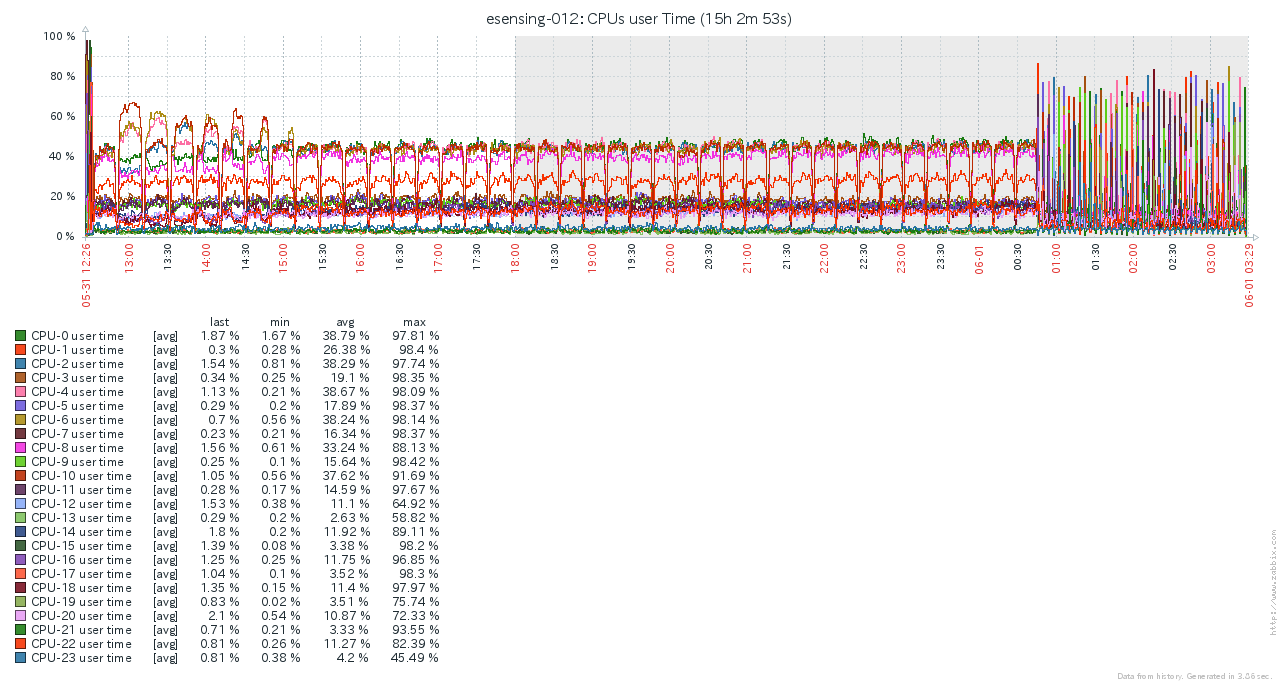 esensing-012: CPUs user Time (15h 2m 53s)
100 %
80 %
60 %
40 %
20 %
0 %
05-31 12:26
13:00
13:30
14:00
14:30
15:00
15:30
16:00
16:30
17:00
17:30
18:00
18:30
19:00
19:30
20:00
20:30
21:00
21:30
22:00
22:30
23:00
23:30
06-01
00:30
01:00
01:30
02:00
02:30
03:00
06-01 03:29
last min avg max
CPU-0 user time [avg] 1.87 % 1.67 % 38.79 % 97.81 %
CPU-1 user time [avg] 0.3 % 0.28 % 26.38 % 98.4 %
CPU-2 user time [avg] 1.54 % 0.81 % 38.29 % 97.74 %
CPU-3 user time [avg] 0.34 % 0.25 % 19.1 % 98.35 %
CPU-4 user time [avg] 1.13 % 0.21 % 38.67 % 98.09 %
CPU-5 user time [avg] 0.29 % 0.2 % 17.89 % 98.37 %
CPU-6 user time [avg] 0.7 % 0.56 % 38.24 % 98.14 %
CPU-7 user time [avg] 0.23 % 0.21 % 16.34 % 98.37 %
CPU-8 user time [avg] 1.56 % 0.61 % 33.24 % 88.13 %
CPU-9 user time [avg] 0.25 % 0.1 % 15.64 % 98.42 %
CPU-10 user time [avg] 1.05 % 0.56 % 37.62 % 91.69 %
CPU-11 user time [avg] 0.28 % 0.17 % 14.59 % 97.67 %
CPU-12 user time [avg] 1.53 % 0.38 % 11.1 % 64.92 %
CPU-13 user time [avg] 0.29 % 0.2 % 2.63 % 58.82 %
CPU-14 user time [avg] 1.8 % 0.2 % 11.92 % 89.11 %
CPU-15 user time [avg] 1.39 % 0.08 % 3.38 % 98.2 %
CPU-16 user time [avg] 1.25 % 0.25 % 11.75 % 96.85 %
CPU-17 user time [avg] 1.04 % 0.1 % 3.52 % 98.3 %
CPU-18 user time [avg] 1.35 % 0.15 % 11.4 % 97.97 %
CPU-19 user time [avg] 0.83 % 0.02 % 3.51 % 75.74 %
CPU-20 user time [avg] 2.1 % 0.54 % 10.87 % 72.33 %
CPU-21 user time [avg] 0.71 % 0.21 % 3.33 % 93.55 %
CPU-22 user time [avg] 0.81 % 0.26 % 11.27 % 82.39 %
CPU-23 user time [avg] 0.81 % 0.38 % 4.2 % 45.49 %
http://www.zabbix.com
Data from history. Generated in 3.86 sec.